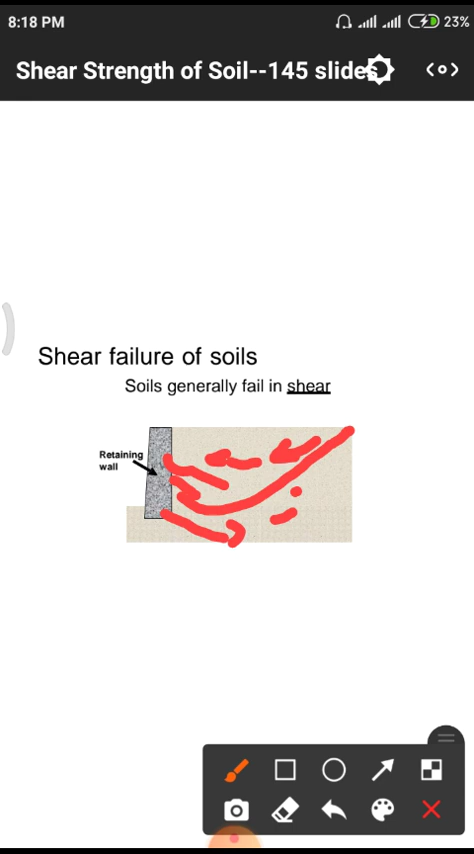 8:18 PM
23%
Shear Strength of Soil--145 slides
Shear failure of soils
Soils generally fail in shear
Retaining
wall